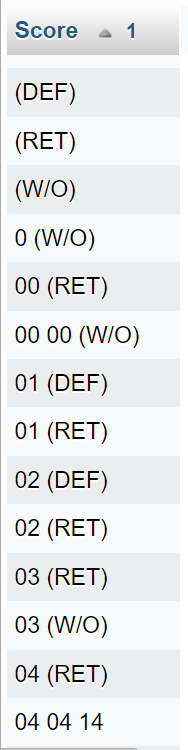 Score 1
(DEF)
(RET)
(W/O)
0 (W/O)
00 (RET)
00 00 (W/O)
01 (DEF)
01 (RET)
02 (DEF)
02 (RET)
03 (RET)
03 (W/O)
04 (RET)
04 04 14